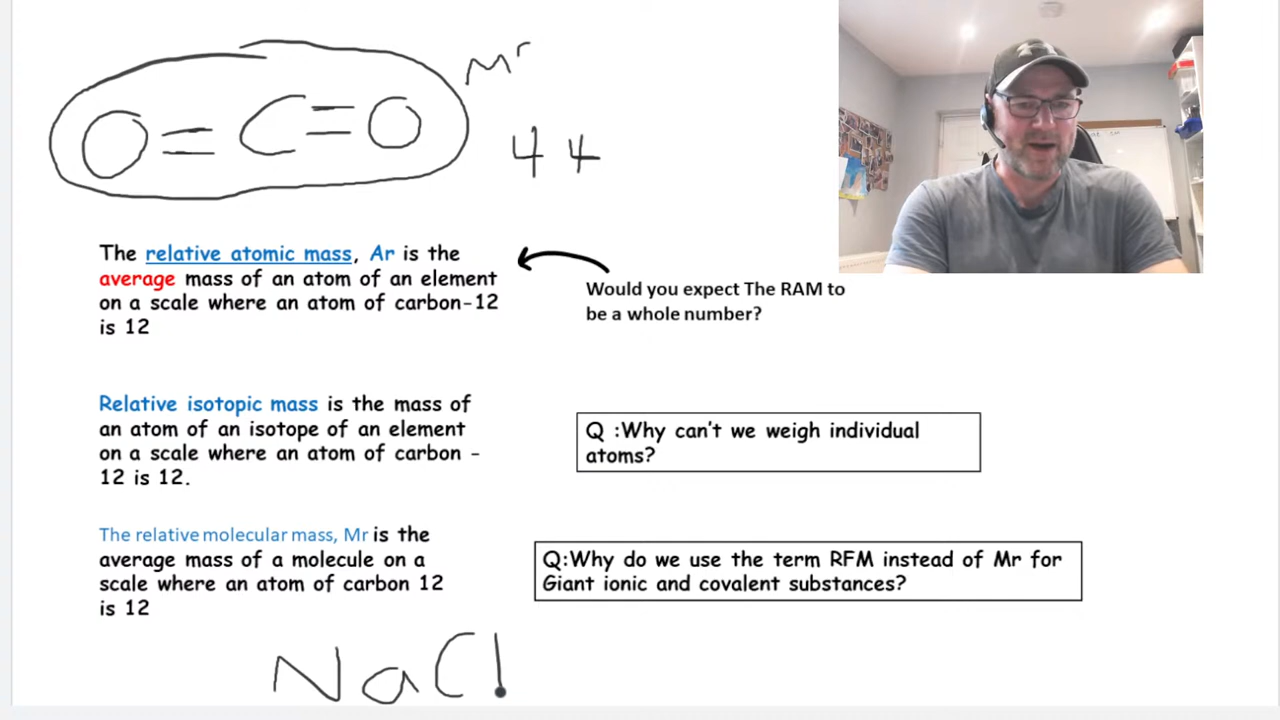 Mr
O = C = O
44
The relative atomic mass, Ar is the
average mass of an atom of an element
on a scale where an atom of carbon-12
is 12
Would you expect The RAM to
be a whole number?
Relative isotopic mass is the mass of
an atom of an isotope of an element
on a scale where an atom of carbon -
12 is 12.
Q :Why can't we weigh individual
atoms?
The relative molecular mass, Mr is the
average mass of a molecule on a
scale where an atom of carbon 12
is 12
Q:Why do we use the term RFM instead of Mr for
Giant ionic and covalent substances?
NaCl